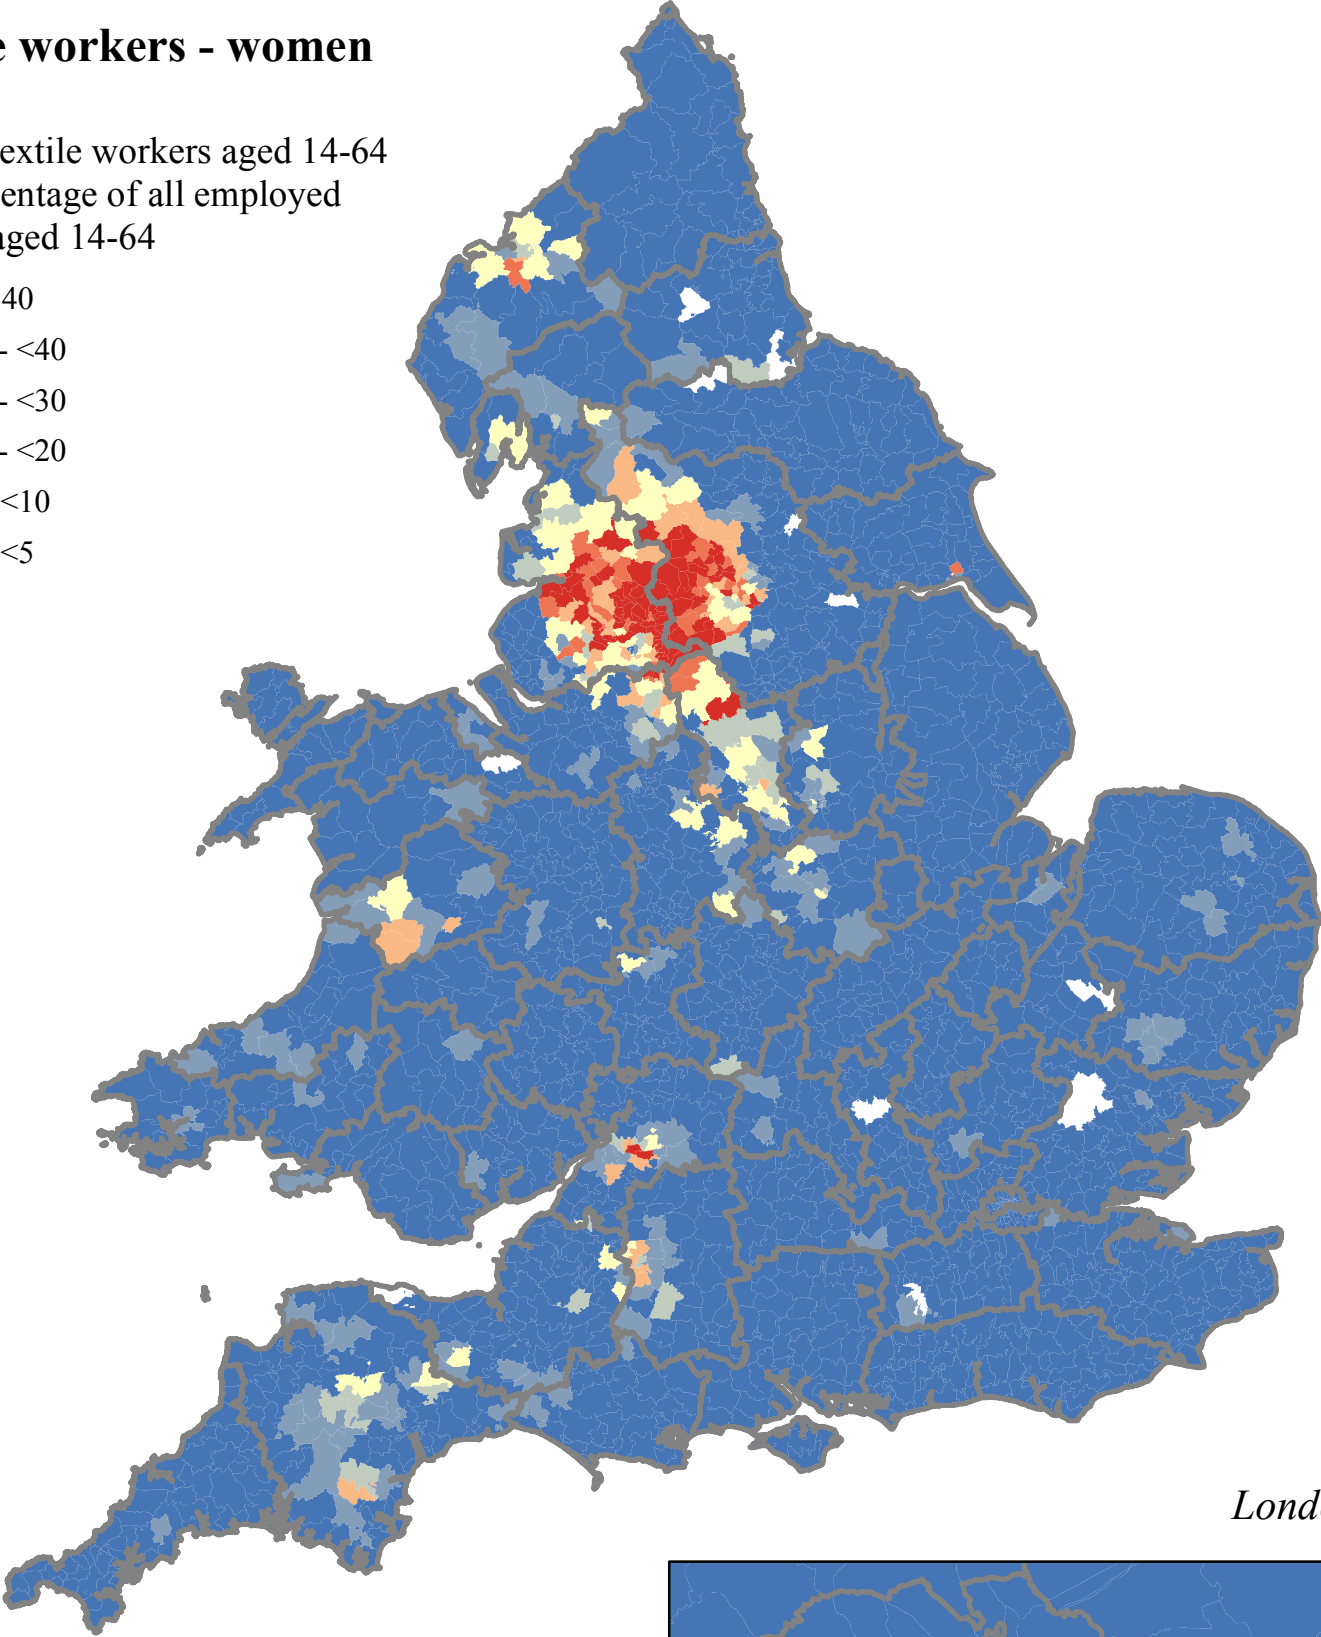 e workers - women
extile workers aged 14-64
entage of all employed
aged 14-64
40
- <40
- <30
- <20
<10
<5
Lond